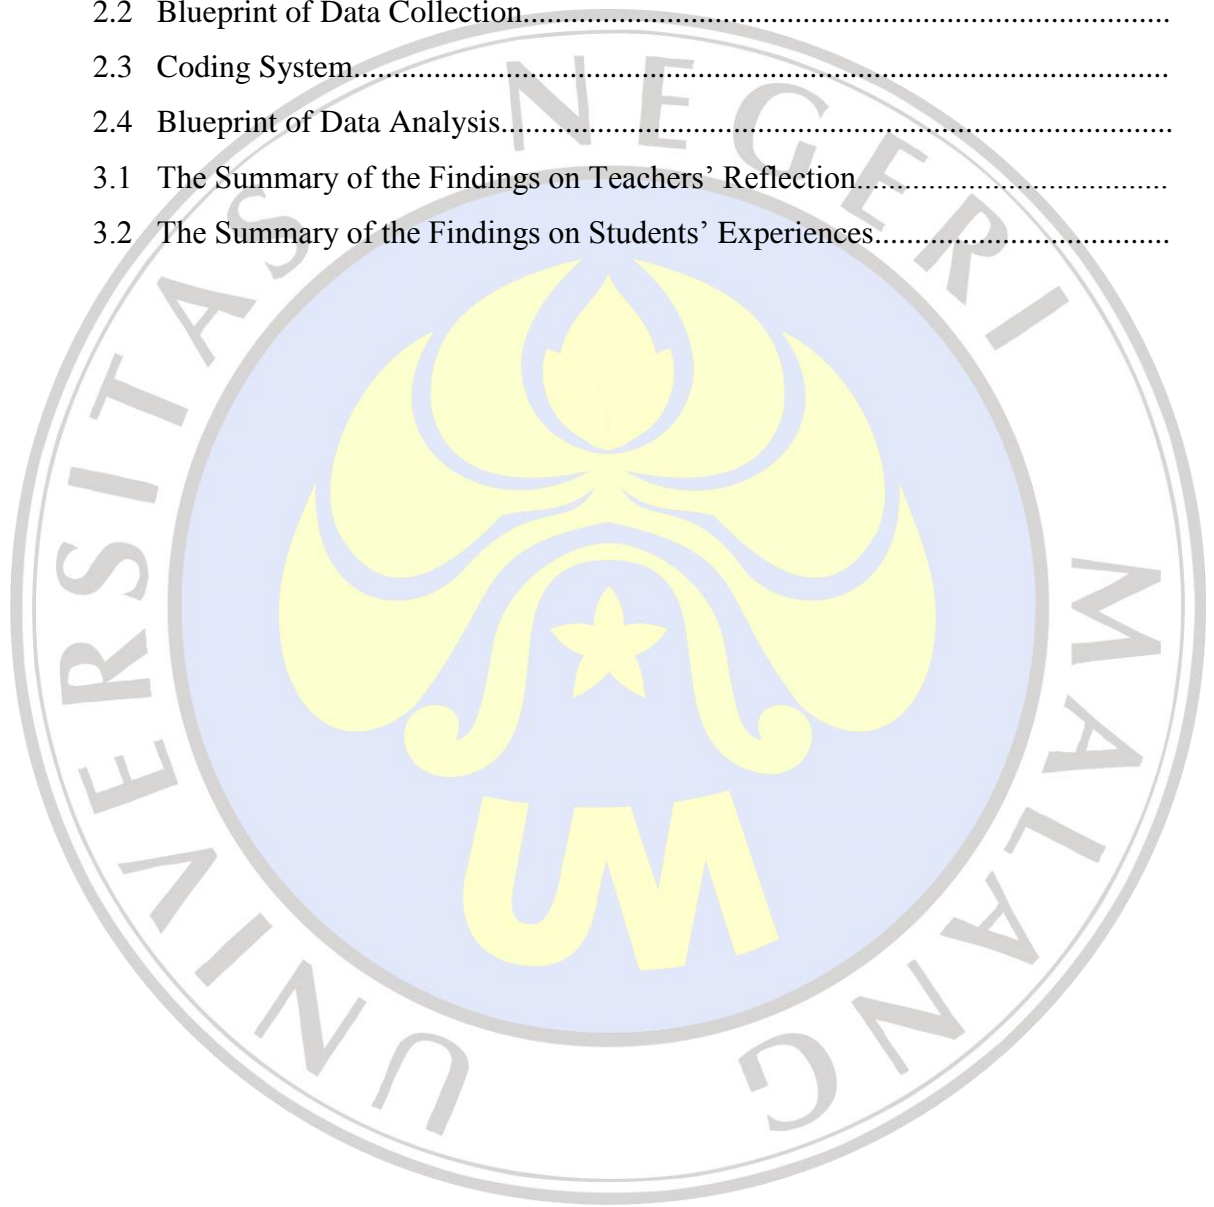 2.2 Blueprint of Data Collection.................................................................................
2.3 Coding System......................................................................................................
2.4 Blueprint of Data Analysis....................................................................................
3.1 The Summary of the Findings on Teachers’ Reflection.......................................
3.2 The Summary of the Findings on Students’ Experiences.....................................
UNIVERSITAS NEGERI MALANG
UM